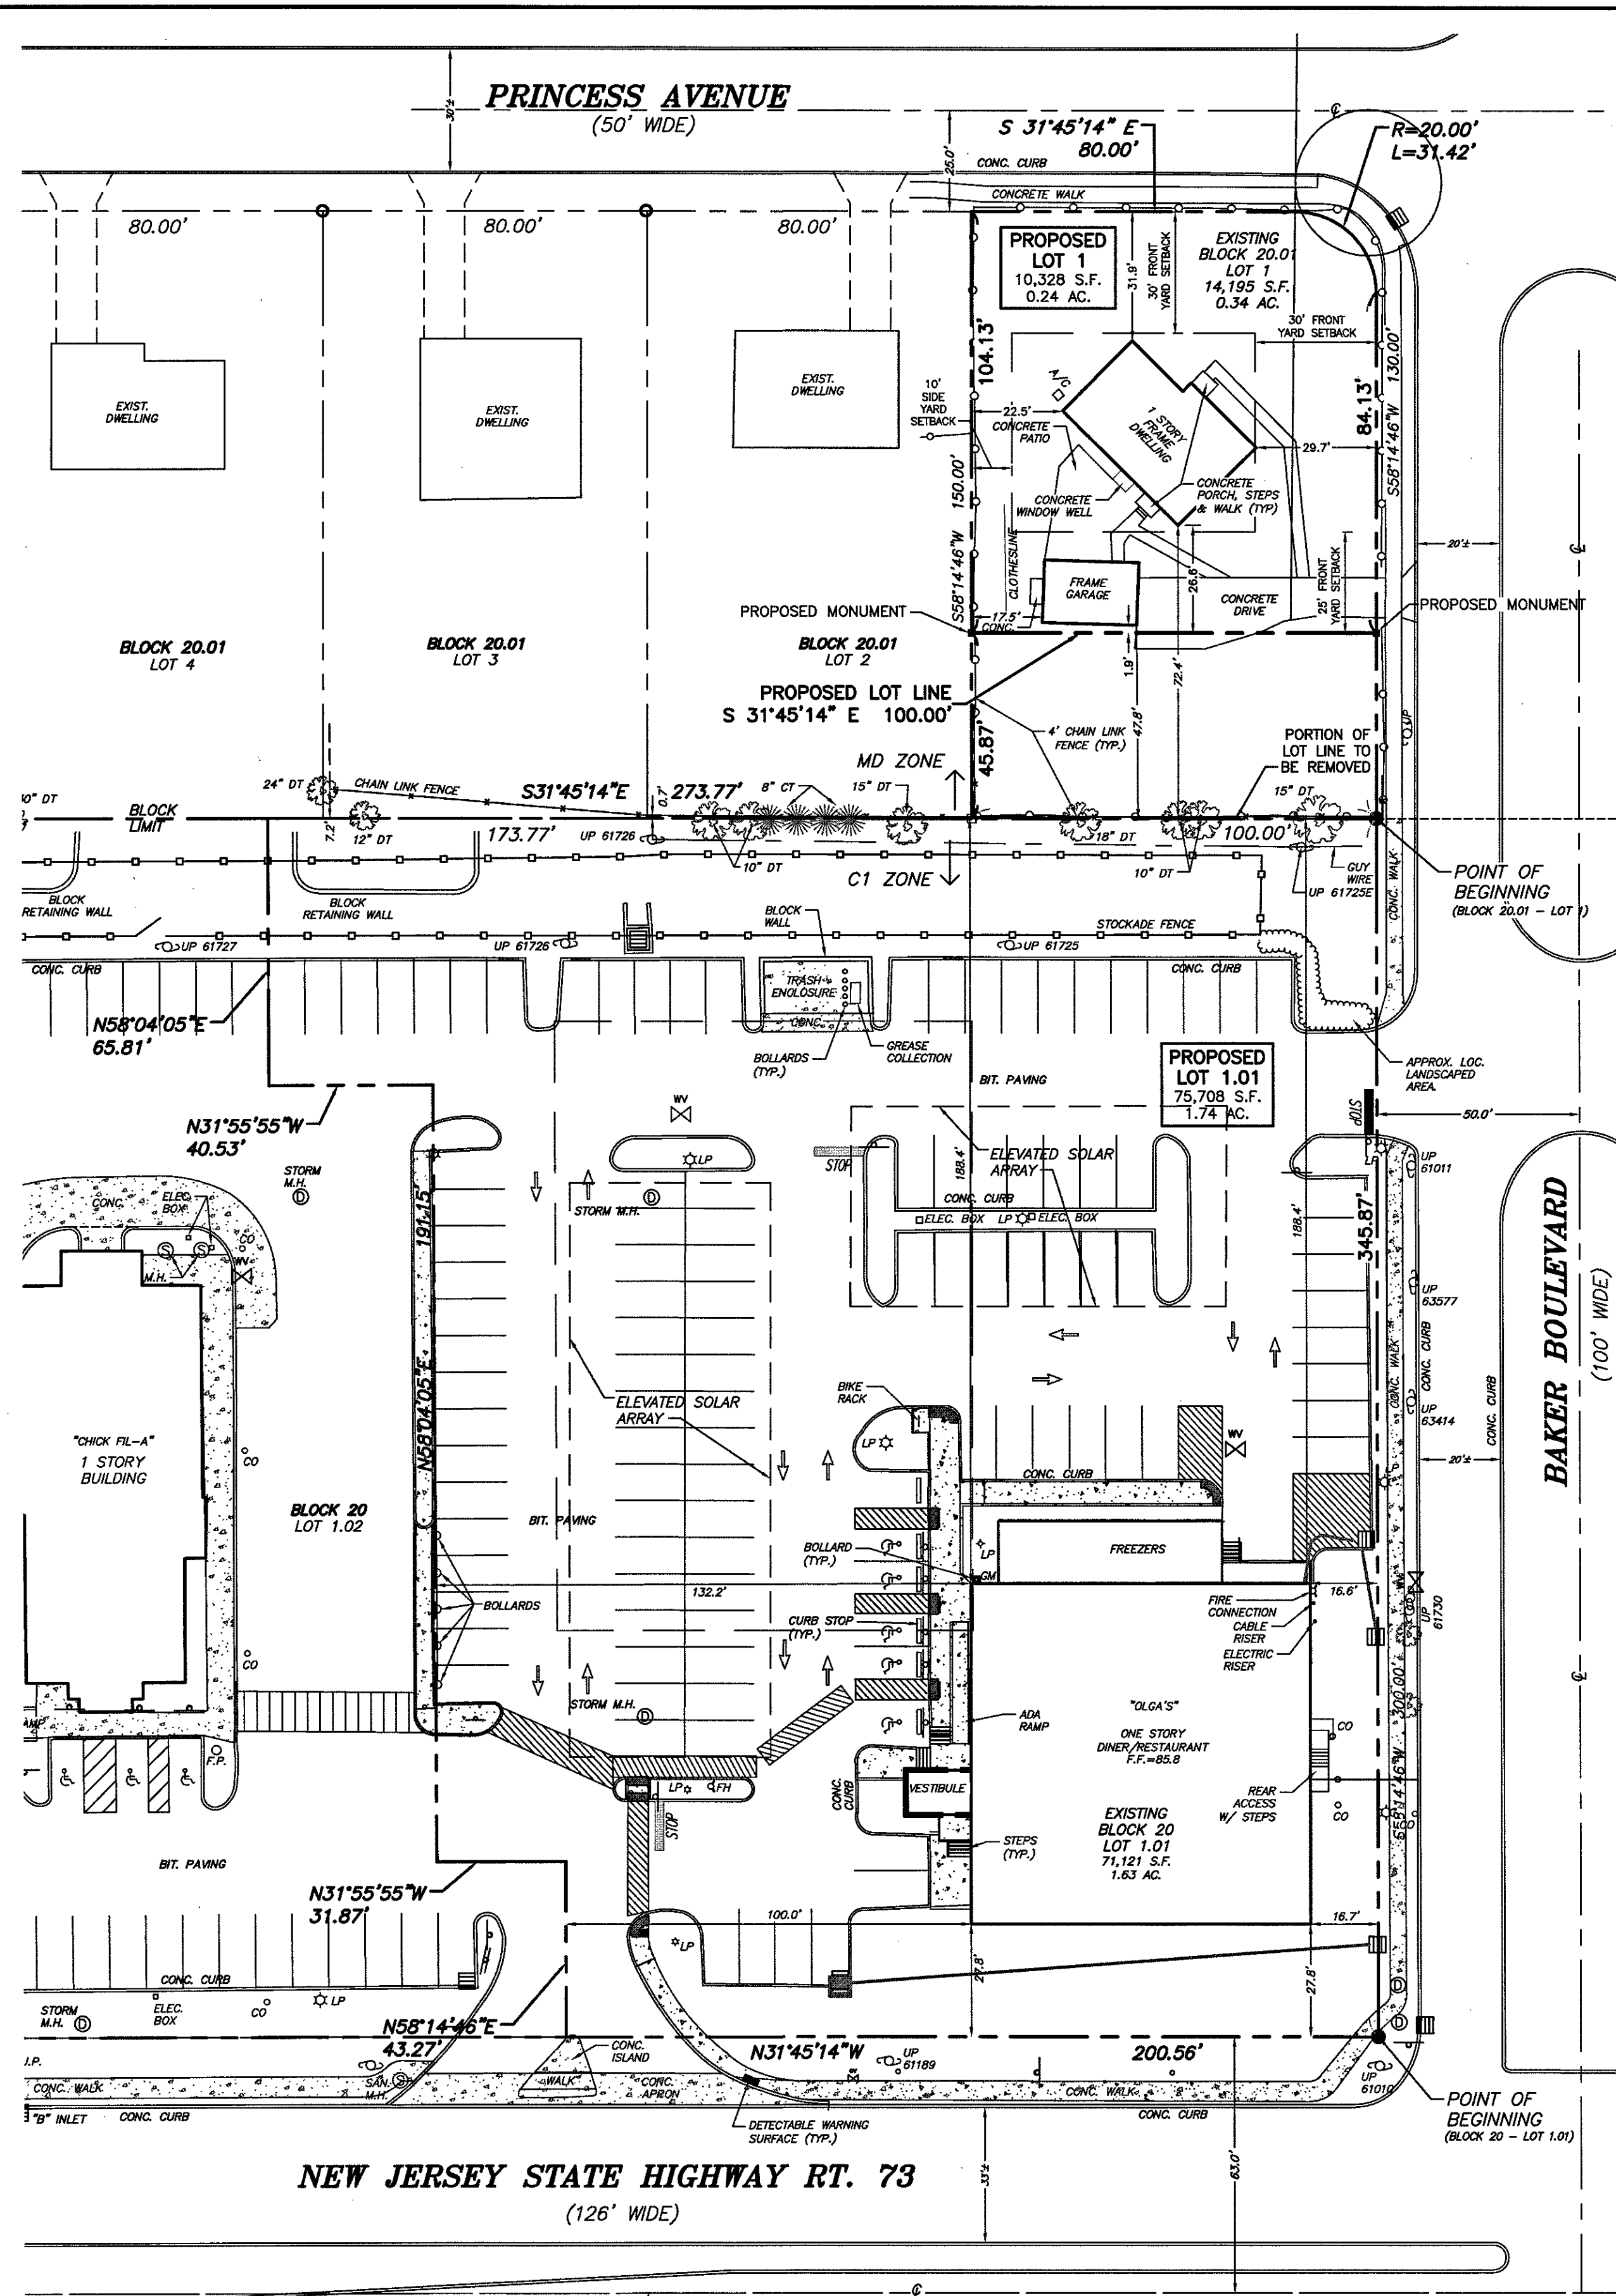 PRINCESS AVENUE
(50' WIDE)
30'±
25.0'
S 31°45'14" E
80.00'
CONC. CURB
CONCRETE WALK
℄
R=20.00'
L=31.42'
80.00'
80.00'
80.00'
PROPOSED
LOT 1
10,328 S.F.
0.24 AC.
31.9'
30' FRONT
YARD SETBACK
EXISTING
BLOCK 20.01
LOT 1
14,195 S.F.
0.34 AC.
30' FRONT
YARD SETBACK
104.13'
84.13'
S58°14'46"W 130.00'
EXIST.
DWELLING
EXIST.
DWELLING
EXIST.
DWELLING
A/C
10'
SIDE
YARD
SETBACK
22.5'
CONCRETE
PATIO
1 STORY
FRAME
DWELLING
29.7'
CONCRETE
WINDOW WELL
CONCRETE
PORCH, STEPS
& WALK (TYP)
S58°14'46"W 150.00'
CLOTHESLINE
FRAME
GARAGE
26.6'
CONCRETE
DRIVE
25' FRONT
YARD SETBACK
20'±
℄
PROPOSED MONUMENT
17.5'
CONC.
PROPOSED MONUMENT
BLOCK 20.01
LOT 4
BLOCK 20.01
LOT 3
BLOCK 20.01
LOT 2
1.9'
72.4'
47.8'
PROPOSED LOT LINE
S 31°45'14" E 100.00'
45.87'
4' CHAIN LINK
FENCE (TYP.)
PORTION OF
LOT LINE TO
BE REMOVED
UP
MD ZONE
10" DT
BLOCK
LIMIT
24" DT
CHAIN LINK FENCE
S31°45'14"E 273.77'
0.7'
8" CT
15" DT
15" DT
7.2'
12" DT
173.77'
UP 61726
10" DT
18" DT
100.00'
10" DT
C1 ZONE
GUY
WIRE
UP 61725E
CONC. WALK
POINT OF
BEGINNING
(BLOCK 20.01 - LOT 1)
BLOCK
RETAINING WALL
BLOCK
RETAINING WALL
BLOCK
WALL
STOCKADE FENCE
UP 61727
UP 61726
UP 61725
CONC. CURB
CONC. CURB
TRASH
ENCLOSURE
CONC.
N58°04'05"E
65.81'
BOLLARDS
(TYP.)
GREASE
COLLECTION
BIT. PAVING
PROPOSED
LOT 1.01
75,708 S.F.
1.74 AC.
APPROX. LOC.
LANDSCAPED
AREA.
STOP
50.0'
N31°55'55"W
40.53'
WV
LP
STOP
188.4'
ELEVATED SOLAR
ARRAY
LP
UP
61011
STORM
M.H.
D
CONC.
ELEC.
BOX
CO
WV
S
S
M.H.
191.15'
STORM M.H.
D
CONC. CURB
ELEC. BOX
LP
ELEC. BOX
188.4'
345.87'
UP
63577
BAKER BOULEVARD
(100' WIDE)
CONC. WALK
CONC. CURB
UP
63414
CONC. CURB
20'±
N58°04'05"E
ELEVATED SOLAR
ARRAY
BIKE
RACK
LP
WV
"CHICK FIL-A"
1 STORY
BUILDING
CO
CONC. CURB
BLOCK 20
LOT 1.02
BIT. PAVING
BOLLARD
(TYP.)
LP
GM
FREEZERS
132.2'
BOLLARDS
CURB STOP
(TYP.)
FIRE
CONNECTION
CABLE
RISER
ELECTRIC
RISER
16.6'
WV
UP
61730
℄
CO
STORM M.H.
D
ADA
RAMP
"OLGA'S"
ONE STORY
DINER/RESTAURANT
F.F.=85.8
CO
S58°14'46"W 300.00'
F.P.
LP
FH
STOP
CONC.
CURB
VESTIBULE
REAR
ACCESS
W/ STEPS
CO
BIT. PAVING
STEPS
(TYP.)
EXISTING
BLOCK 20
LOT 1.01
71,121 S.F.
1.63 AC.
N31°55'55"W
31.87'
100.0'
16.7'
LP
27.8'
27.8'
CONC. CURB
STORM
M.H.
D
ELEC.
BOX
CO
LP
N58°14'46"E
43.27'
D
D
CONC.
ISLAND
N31°45'14"W
UP
61189
200.56'
CONC. WALK
SAN.
M.H.
S
WALK
CONC.
APRON
CONC. WALK
UP
61010
"B" INLET
CONC. CURB
CONC. CURB
DETECTABLE WARNING
SURFACE (TYP.)
POINT OF
BEGINNING
(BLOCK 20 - LOT 1.01)
NEW JERSEY STATE HIGHWAY RT. 73
(126' WIDE)
33'±
63.0'
℄